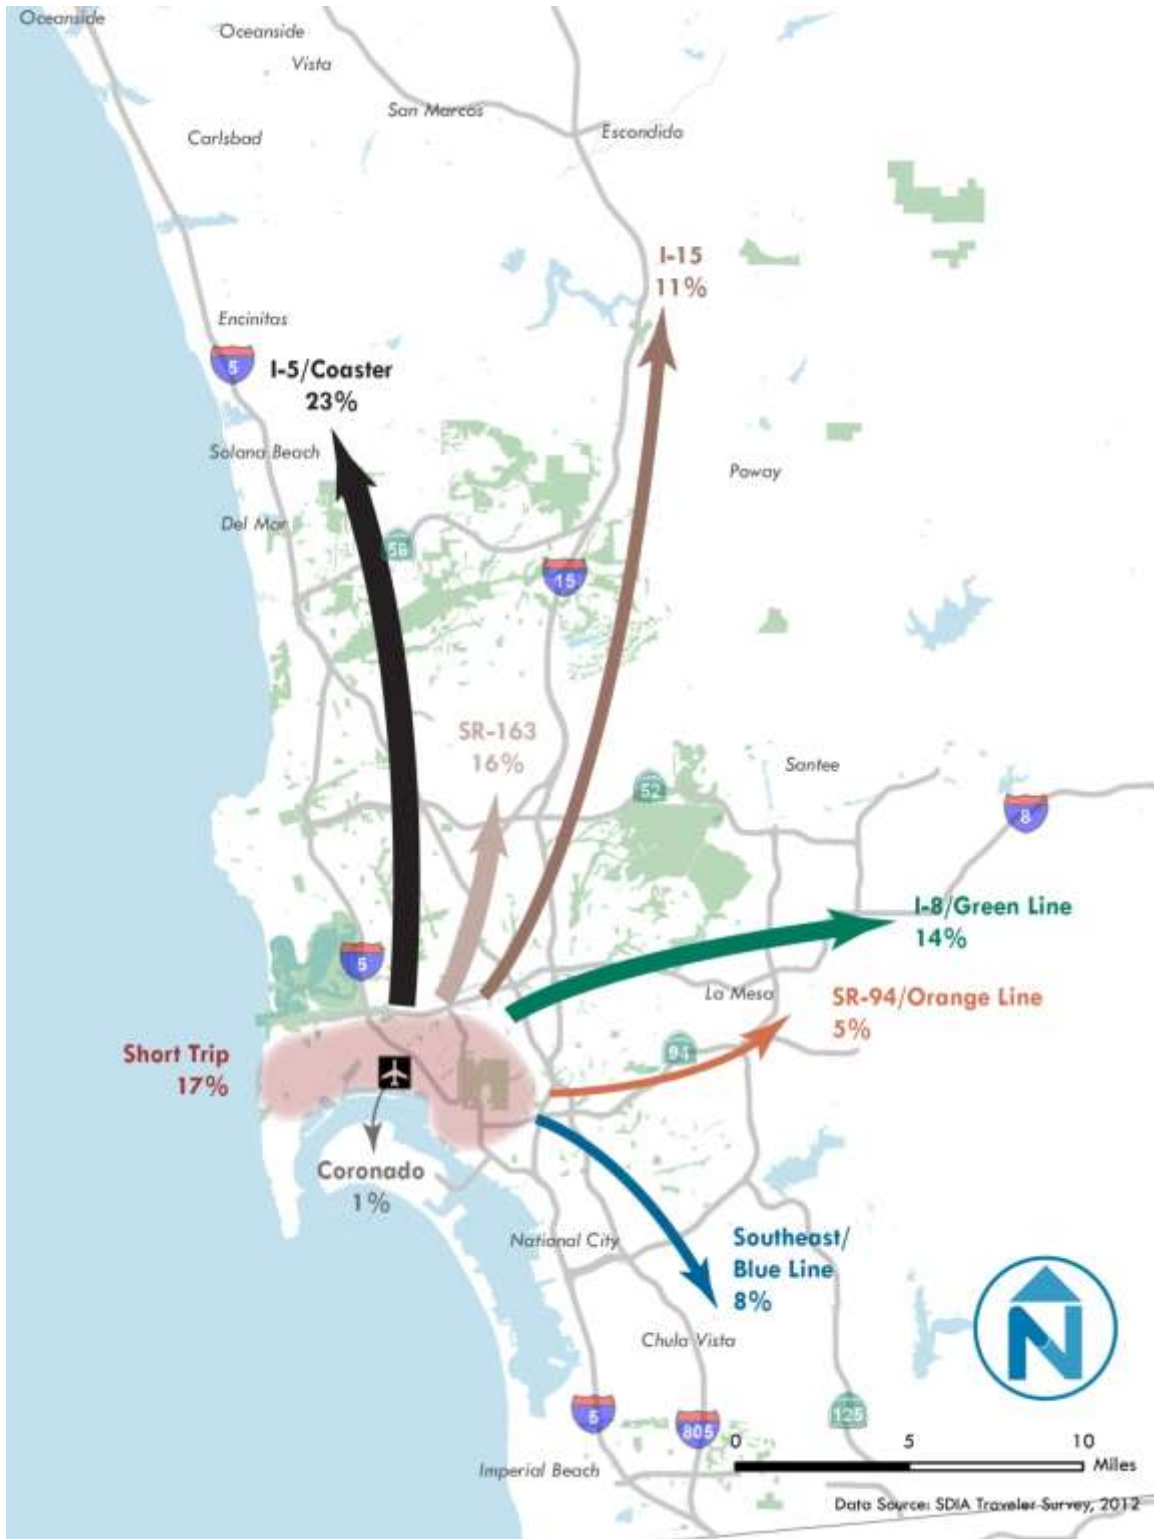 Oceanside
Oceanside
Vista
San Marcos
Escondido
Carlsbad
I-15
11%
Encinitas
5
I-5/Coaster
23%
Solana Beach
Poway
Del Mar
56
15
SR-163
16%
Santee
52
8
I-8/Green Line
14%
5
La Mesa
SR-94/Orange Line
5%
94
Short Trip
17%
Coronado
1%
National City
Southeast/
Blue Line
8%
N
Chula Vista
5
805
125
0 5 10
Miles
Imperial Beach
Data Source: SDIA Traveler Survey, 2012